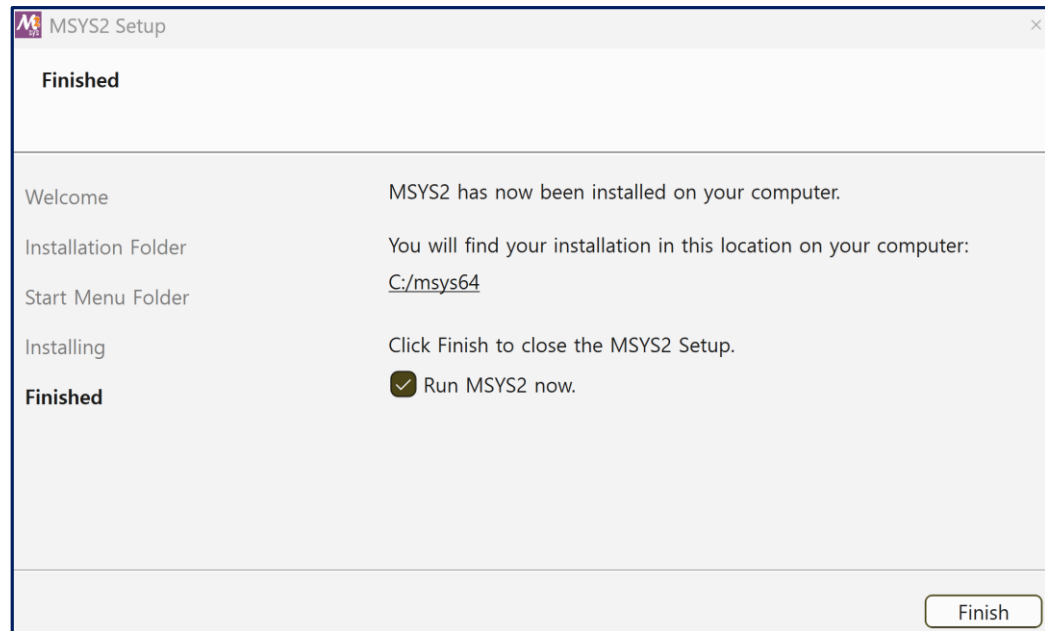 MSYS2 Setup
Finished
Welcome
Installation Folder
Start Menu Folder
Installing
Finished
MSYS2 has now been installed on your computer.
You will find your installation in this location on your computer:
C:/msys64
Click Finish to close the MSYS2 Setup.
Run MSYS2 now.
Finish